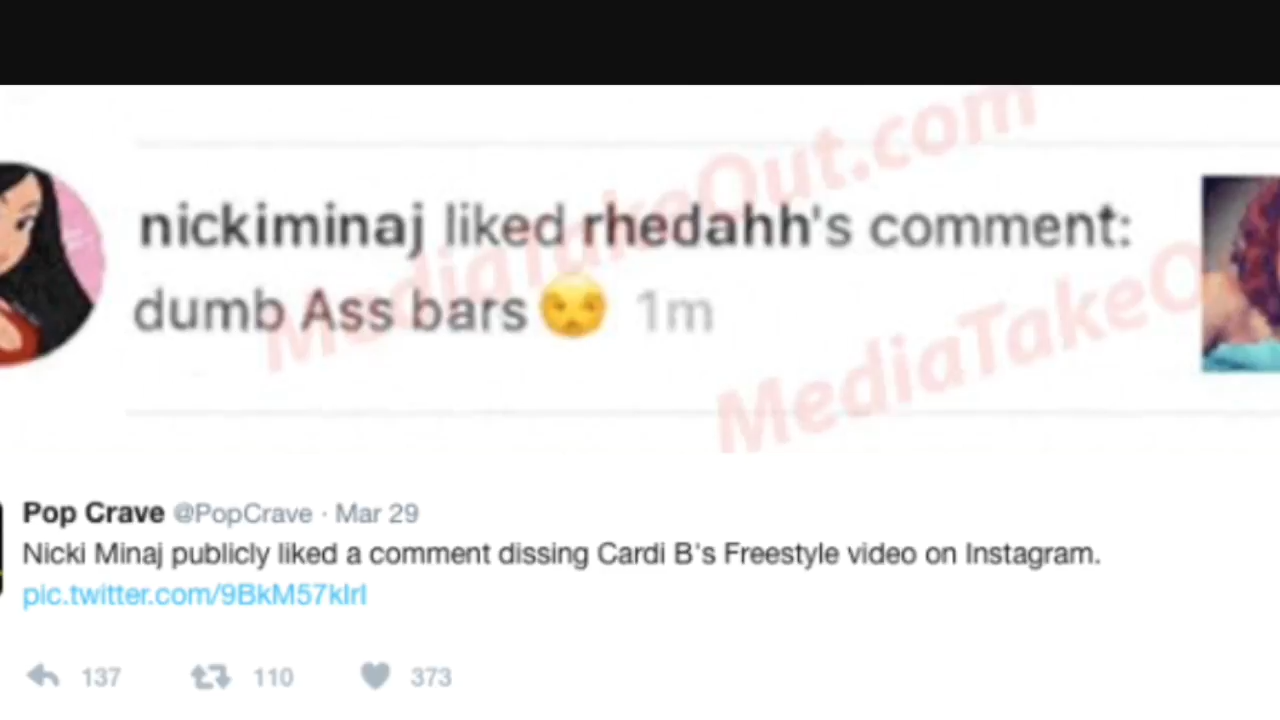 MediaTakeOut.com
nickiminaj liked rhedahh's comment:
dumb Ass bars😒 1m
MediaTakeO
Pop Crave @PopCrave · Mar 29
Nicki Minaj publicly liked a comment dissing Cardi B's Freestyle video on Instagram.
pic.twitter.com/9BkM57klrl
137 110 373